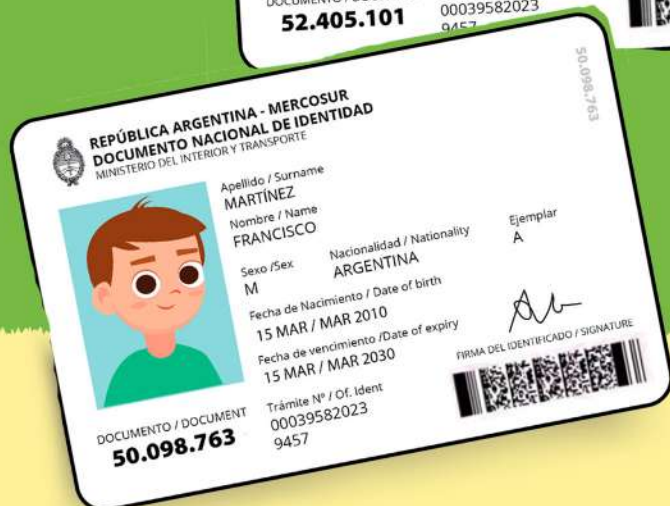 52.405.101
00039582023
9457
50.098.763
REPÚBLICA ARGENTINA - MERCOSUR
DOCUMENTO NACIONAL DE IDENTIDAD
MINISTERIO DEL INTERIOR Y TRANSPORTE
Apellido / Surname
MARTÍNEZ
Nombre / Name
FRANCISCO
Sexo /Sex Nacionalidad / Nationality Ejemplar
M ARGENTINA A
Fecha de Nacimiento / Date of birth
15 MAR / MAR 2010
Fecha de vencimiento /Date of expiry
15 MAR / MAR 2030
FIRMA DEL IDENTIFICADO / SIGNATURE
Trámite Nº / Of. Ident
00039582023
9457
DOCUMENTO / DOCUMENT
50.098.763